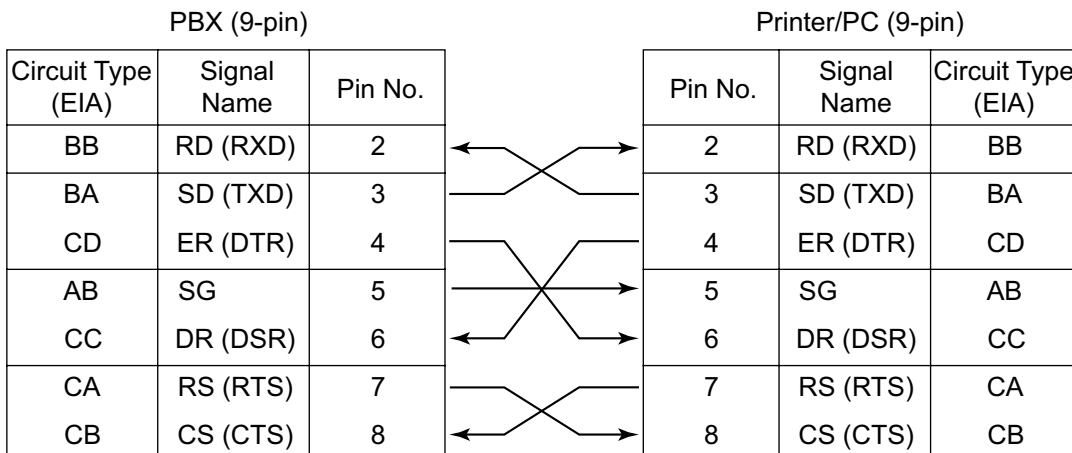 PBX (9-pin) Printer/PC (9-pin)
Circuit Type (EIA) Signal Name Pin No. Pin No. Signal Name Circuit Type (EIA)
BB RD (RXD) 2 2 RD (RXD) BB
BA SD (TXD) 3 3 SD (TXD) BA
CD ER (DTR) 4 4 ER (DTR) CD
AB SG 5 5 SG AB
CC DR (DSR) 6 6 DR (DSR) CC
CA RS (RTS) 7 7 RS (RTS) CA
CB CS (CTS) 8 8 CS (CTS) CB